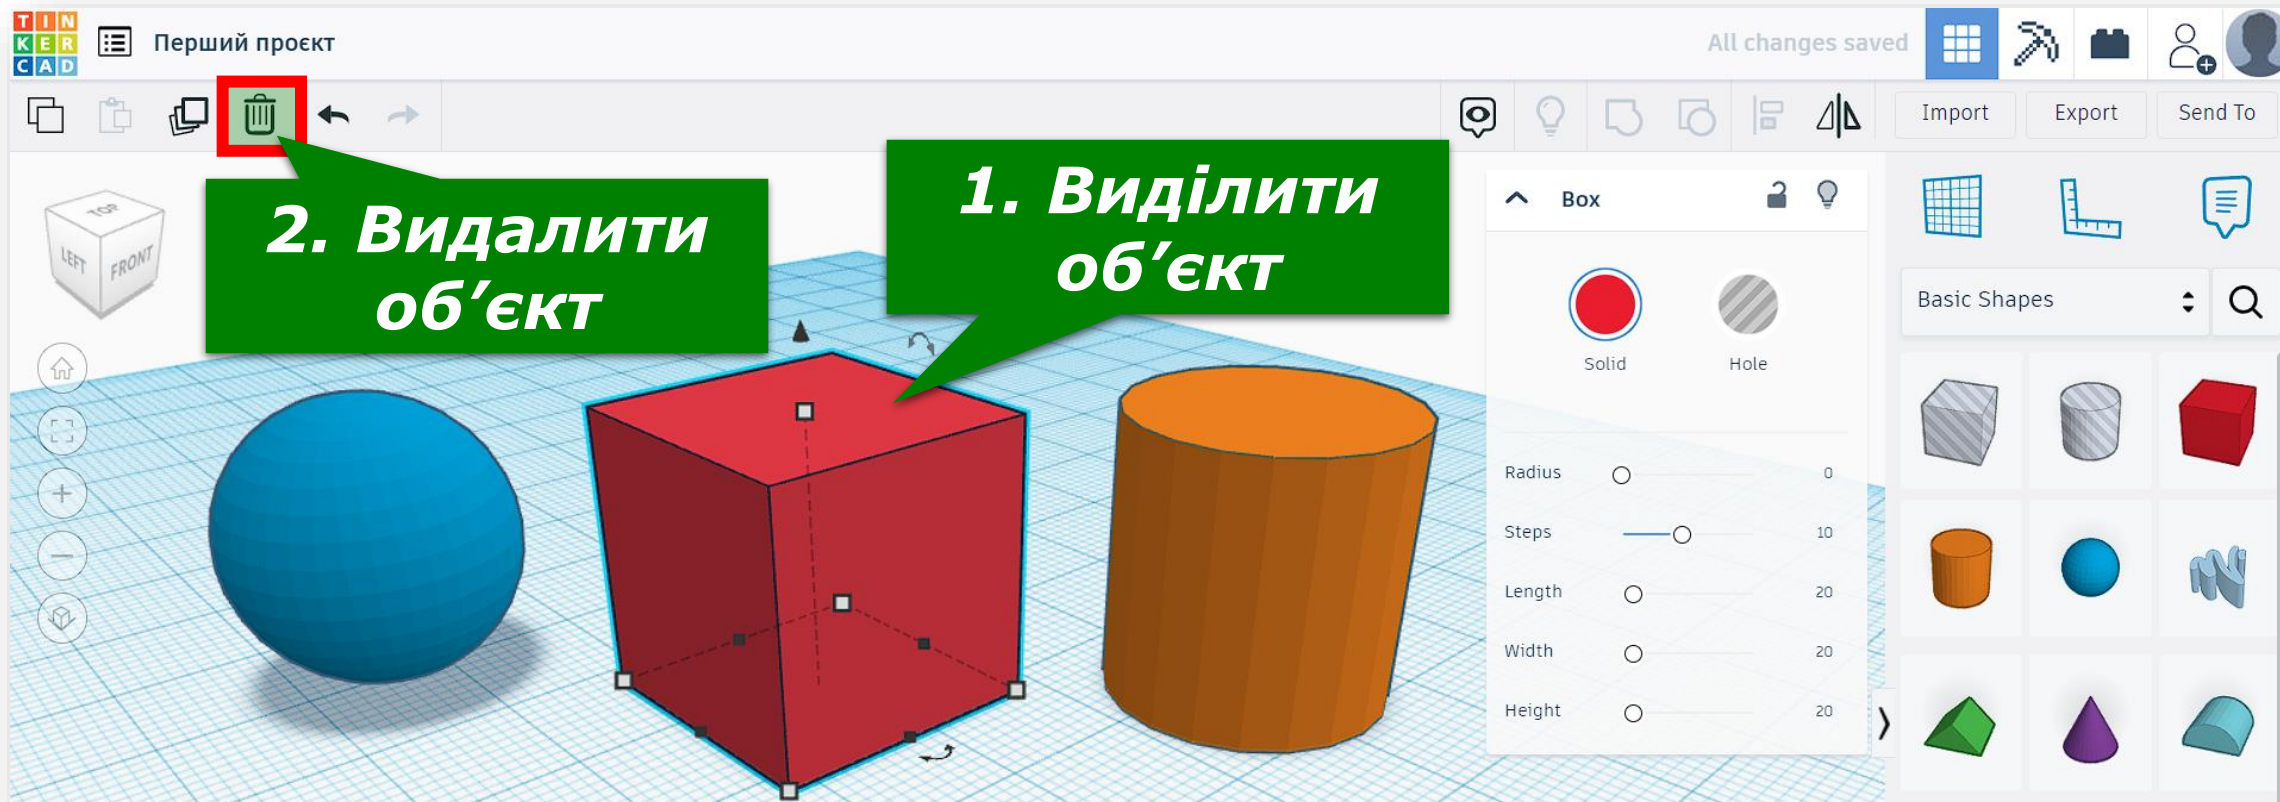 TIN
KER
CAD
Перший проєкт
All changes saved
Import
Export
Send To
TOP
LEFT
FRONT
2. Видалити
об’єкт
1. Виділити
об’єкт
Box
Solid
Hole
Radius 0
Steps 10
Length 20
Width 20
Height 20
Basic Shapes